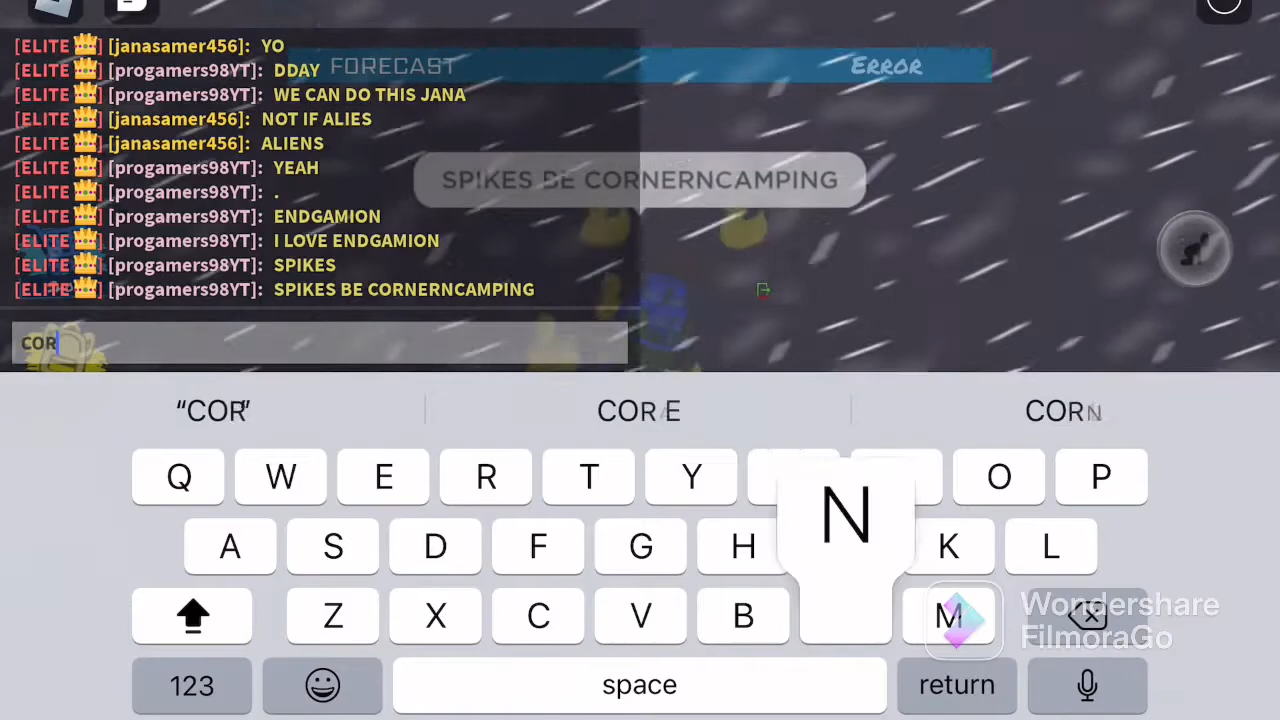 [ELITE👑] [janasamer456]: YO
[ELITE👑] [progamers98YT]: DDAY
FORECAST
ERROR
[ELITE👑] [progamers98YT]: WE CAN DO THIS JANA
[ELITE👑] [janasamer456]: NOT IF ALIES
[ELITE👑] [janasamer456]: ALIENS
[ELITE👑] [progamers98YT]: YEAH
[ELITE👑] [progamers98YT]: .
SPIKES BE CORNERNCAMPING
[ELITE👑] [progamers98YT]: ENDGAMION
[ELITE👑] [progamers98YT]: I LOVE ENDGAMION
[ELITE👑] [progamers98YT]: SPIKES
[ELITE👑] [progamers98YT]: SPIKES BE CORNERNCAMPING
COR
“COR” CORE CORN
Q W E R T Y O P
N
A S D F G H K L
Z X C V B M
Wondershare
FilmoraGo
123 space return